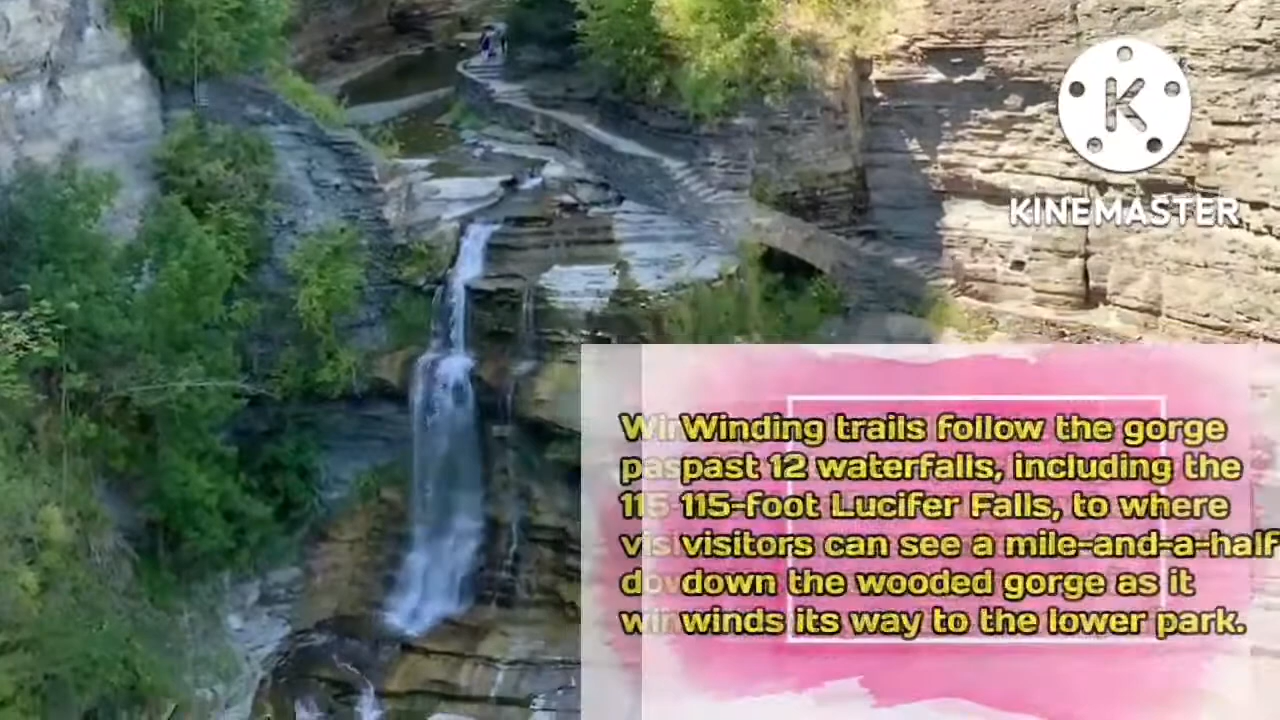 K
KINEMASTER
Winding trails follow the gorge
past 12 waterfalls, including the
115-foot Lucifer Falls, to where
visitors can see a mile-and-a-half
down the wooded gorge as it
winds its way to the lower park.